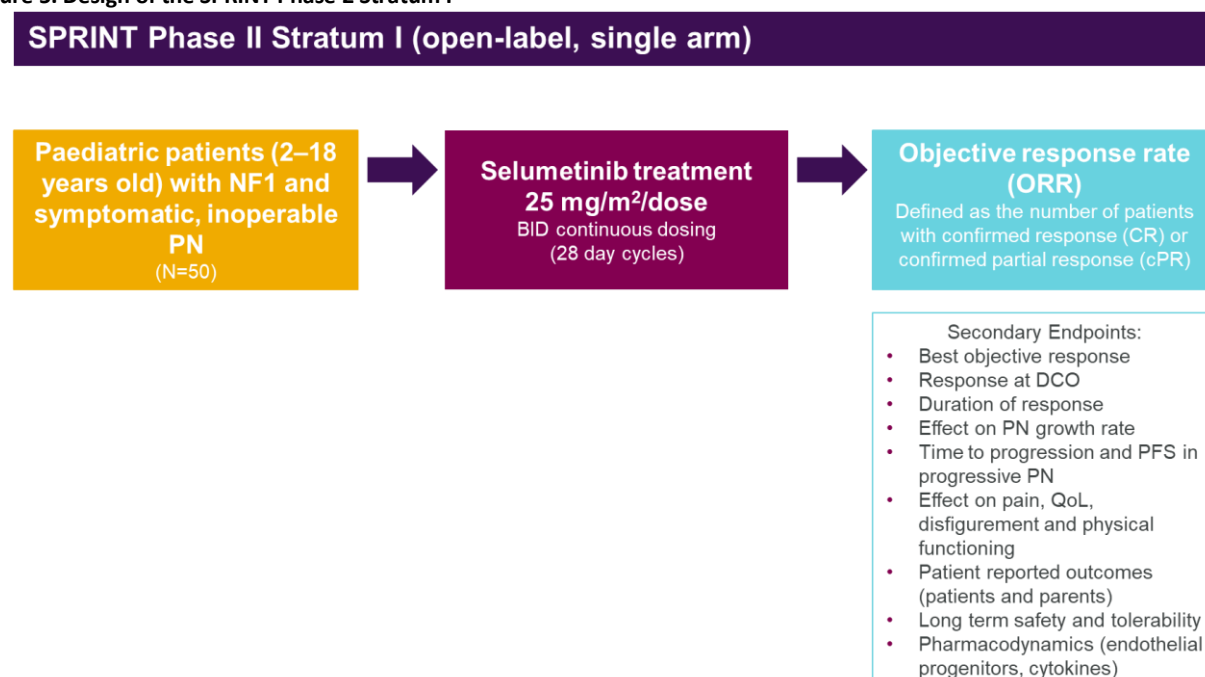 SPRINT Phase II Stratum I (open-label, single arm)
Paediatric patients (2–18
years old) with NF1 and
symptomatic, inoperable
PN
(N=50)
Selumetinib treatment
25 mg/m²/dose
BID continuous dosing
(28 day cycles)
Objective response rate
(ORR)
Defined as the number of patients
with confirmed response (CR) or
confirmed partial response (cPR)
Secondary Endpoints:
• Best objective response
• Response at DCO
• Duration of response
• Effect on PN growth rate
• Time to progression and PFS in
progressive PN
• Effect on pain, QoL,
disfigurement and physical
functioning
• Patient reported outcomes
(patients and parents)
• Long term safety and tolerability
• Pharmacodynamics (endothelial
progenitors, cytokines)